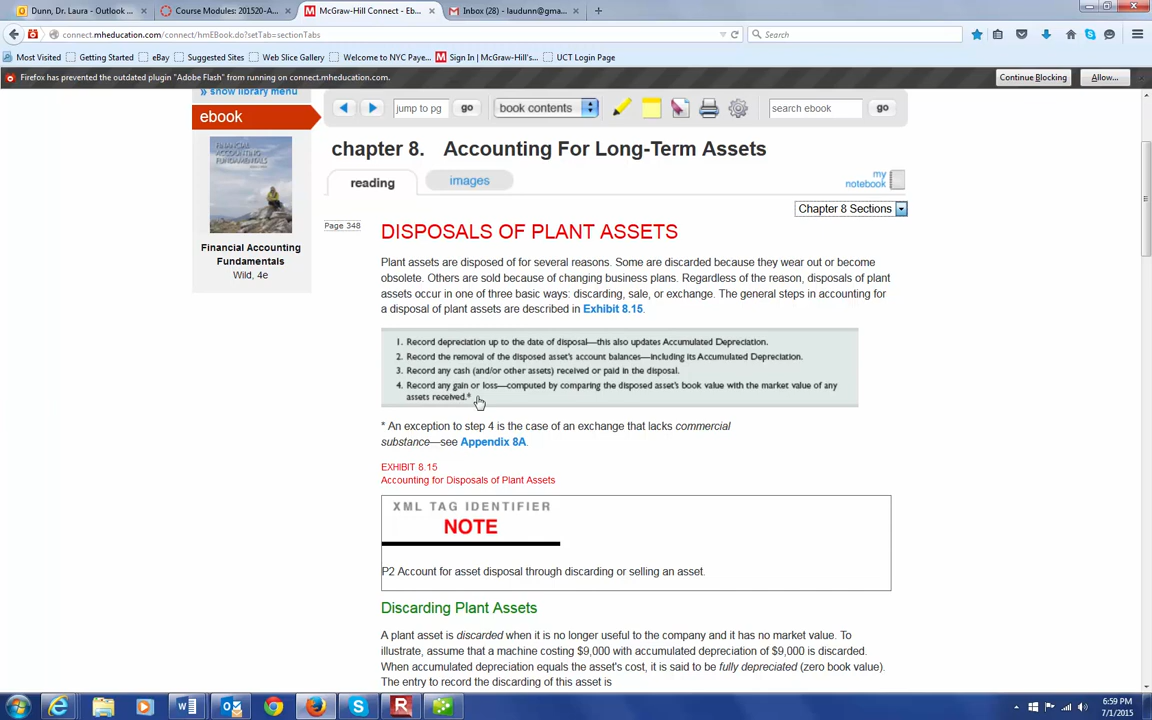 Dunn, Dr. Laura - Outlook ...
Course Modules: 201520-A...
McGraw-Hill Connect - Eb...
Inbox (28) - laudunn@gma...
connect.mheducation.com/connect/hmEBook.do?setTab=sectionTabs
Search
Most Visited
Getting Started
eBay
Suggested Sites
Web Slice Gallery
Welcome to NYC Paye...
Sign In | McGraw-Hill's...
UCT Login Page
Firefox has prevented the outdated plugin "Adobe Flash" from running on connect.mheducation.com.
Continue Blocking
Allow...
» show library menu
ebook
FINANCIAL
ACCOUNTING
FUNDAMENTALS
Financial Accounting
Fundamentals
Wild, 4e
jump to pg
go
book contents
search ebook
go
chapter 8. Accounting For Long-Term Assets
reading
images
my
notebook
Chapter 8 Sections
Page 348
DISPOSALS OF PLANT ASSETS
Plant assets are disposed of for several reasons. Some are discarded because they wear out or become
obsolete. Others are sold because of changing business plans. Regardless of the reason, disposals of plant
assets occur in one of three basic ways: discarding, sale, or exchange. The general steps in accounting for
a disposal of plant assets are described in Exhibit 8.15.
1. Record depreciation up to the date of disposal—this also updates Accumulated Depreciation.
2. Record the removal of the disposed asset's account balances—including its Accumulated Depreciation.
3. Record any cash (and/or other assets) received or paid in the disposal.
4. Record any gain or loss—computed by comparing the disposed asset's book value with the market value of any
assets received.*
* An exception to step 4 is the case of an exchange that lacks commercial
substance—see Appendix 8A.
EXHIBIT 8.15
Accounting for Disposals of Plant Assets
XML TAG IDENTIFIER
NOTE
P2 Account for asset disposal through discarding or selling an asset.
Discarding Plant Assets
A plant asset is discarded when it is no longer useful to the company and it has no market value. To
illustrate, assume that a machine costing $9,000 with accumulated depreciation of $9,000 is discarded.
When accumulated depreciation equals the asset's cost, it is said to be fully depreciated (zero book value).
The entry to record the discarding of this asset is
6:59 PM
7/1/2015